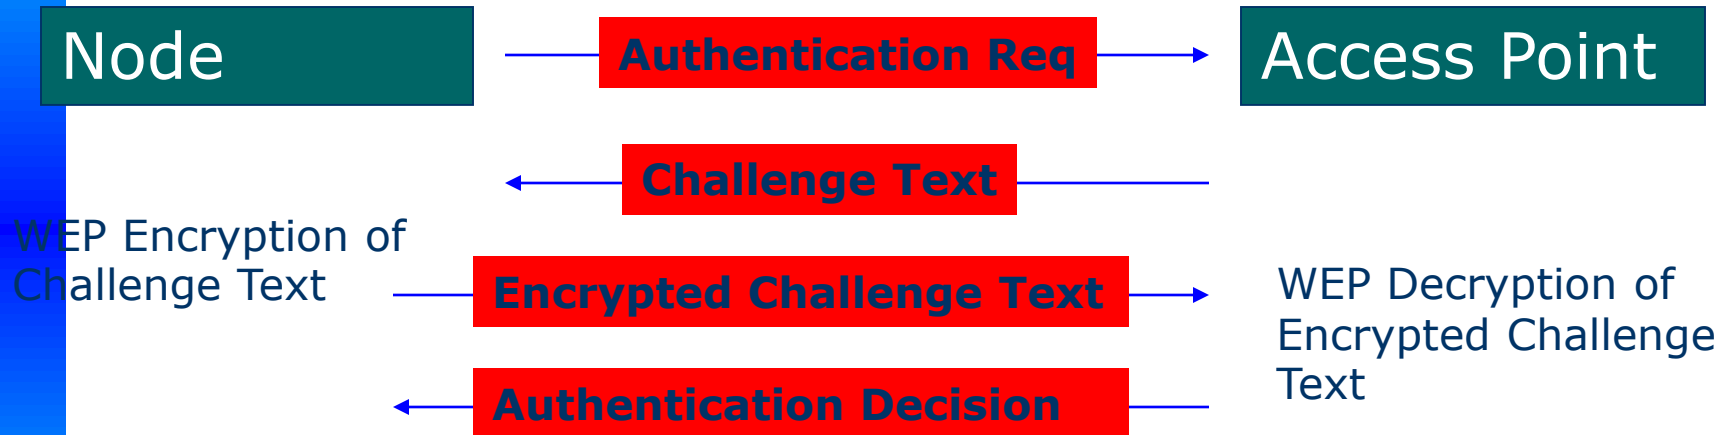 Node
Authentication Req
Access Point
Challenge Text
WEP Encryption of
Challenge Text
Encrypted Challenge Text
WEP Decryption of
Encrypted Challenge
Text
Authentication Decision